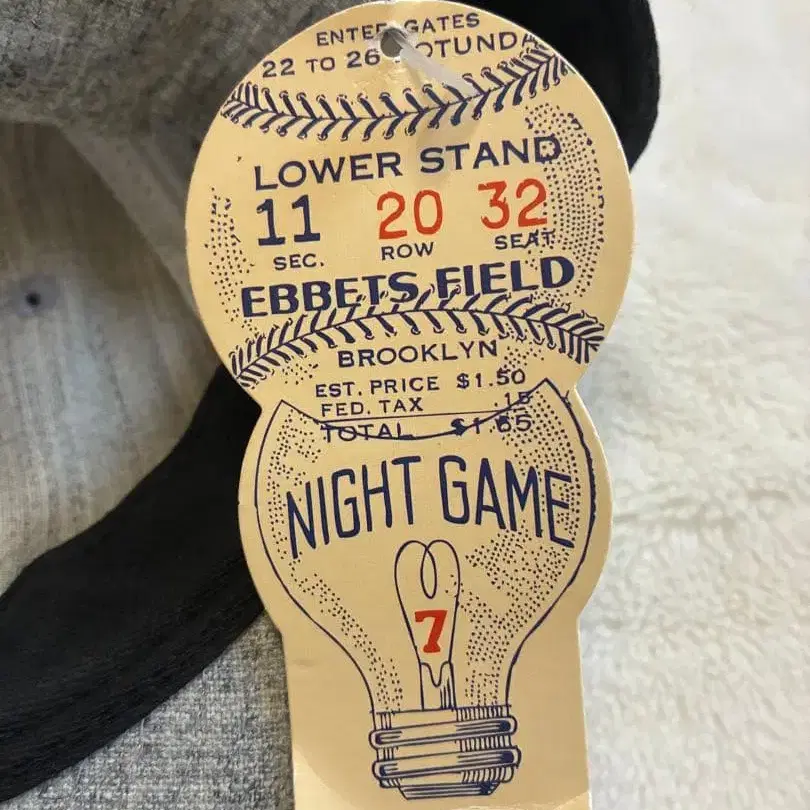 ENTER GATES
22 TO 26 ROTUNDA
LOWER STAND
11 20 32
SEC. ROW SEAT
EBBETS FIELD
BROOKLYN
EST. PRICE $1.50
FED. TAX .15
TOTAL $1.65
NIGHT GAME
7